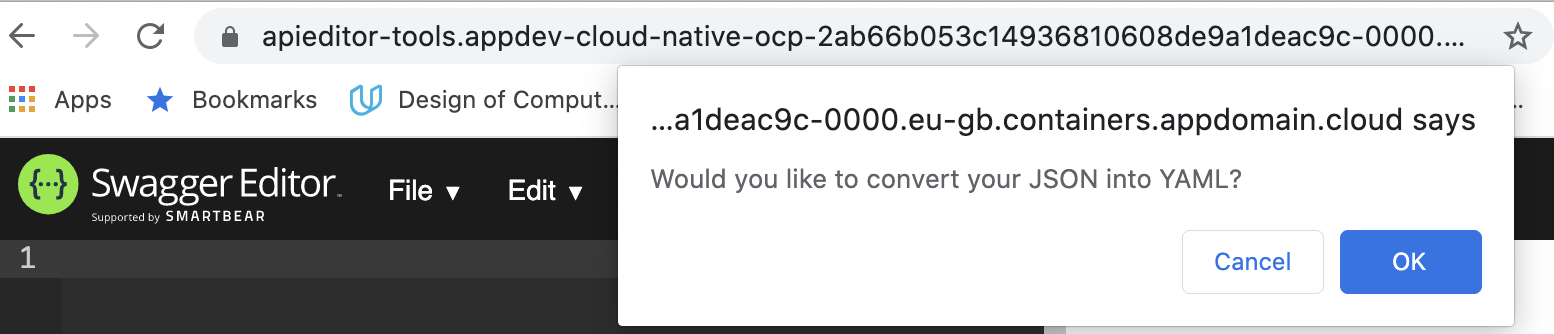 apieditor-tools.appdev-cloud-native-ocp-2ab66b053c14936810608de9a1deac9c-0000....
Apps Bookmarks Design of Comput...
...a1deac9c-0000.eu-gb.containers.appdomain.cloud says
Would you like to convert your JSON into YAML?
Cancel OK
{...} Swagger Editor™ File ▼ Edit ▼
Supported by SMARTBEAR
1